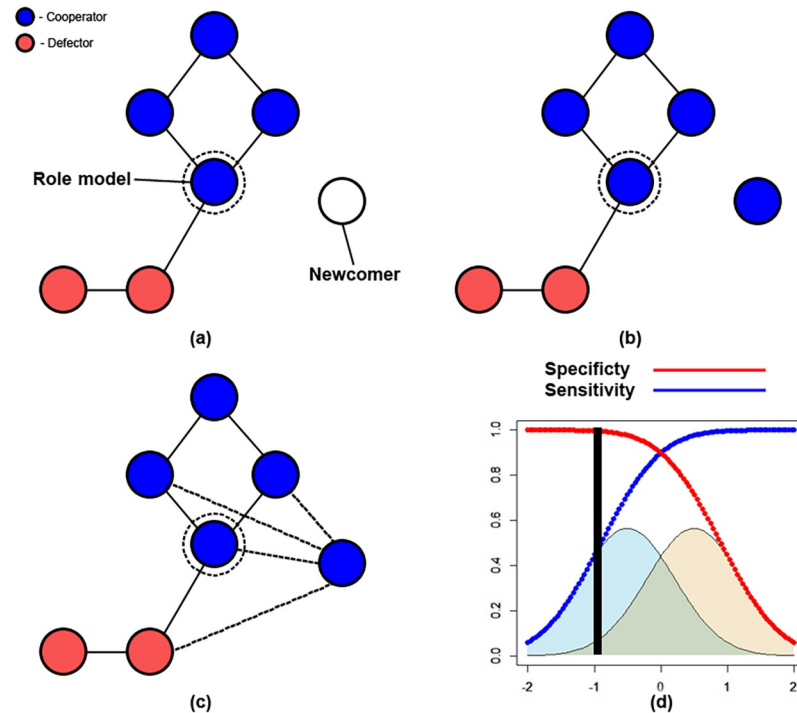 - Cooperator
- Defector
Role model
Newcomer
(a)
(b)
Specificty
Sensitivity
1.0
0.8
0.6
0.4
0.2
0.0
-2
-1
0
1
2
(c)
(d)